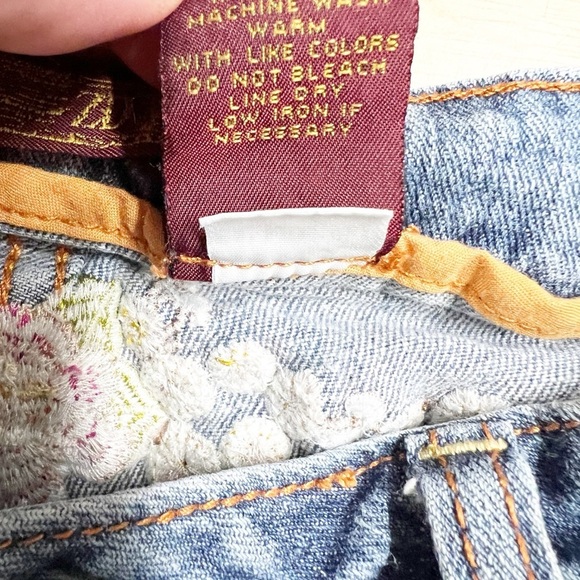 MACHINE WASH
WARM
WITH LIKE COLORS
DO NOT BLEACH
LINE DRY
LOW IRON IF
NECESSARY